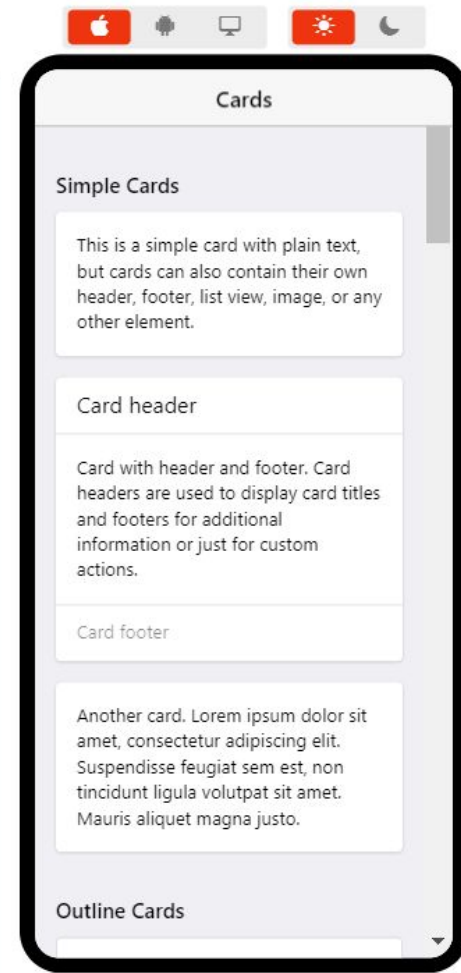 Cards
Simple Cards
This is a simple card with plain text,
but cards can also contain their own
header, footer, list view, image, or any
other element.
Card header
Card with header and footer. Card
headers are used to display card titles
and footers for additional
information or just for custom
actions.
Card footer
Another card. Lorem ipsum dolor sit
amet, consectetur adipiscing elit.
Suspendisse feugiat sem est, non
tincidunt ligula volutpat sit amet.
Mauris aliquet magna justo.
Outline Cards